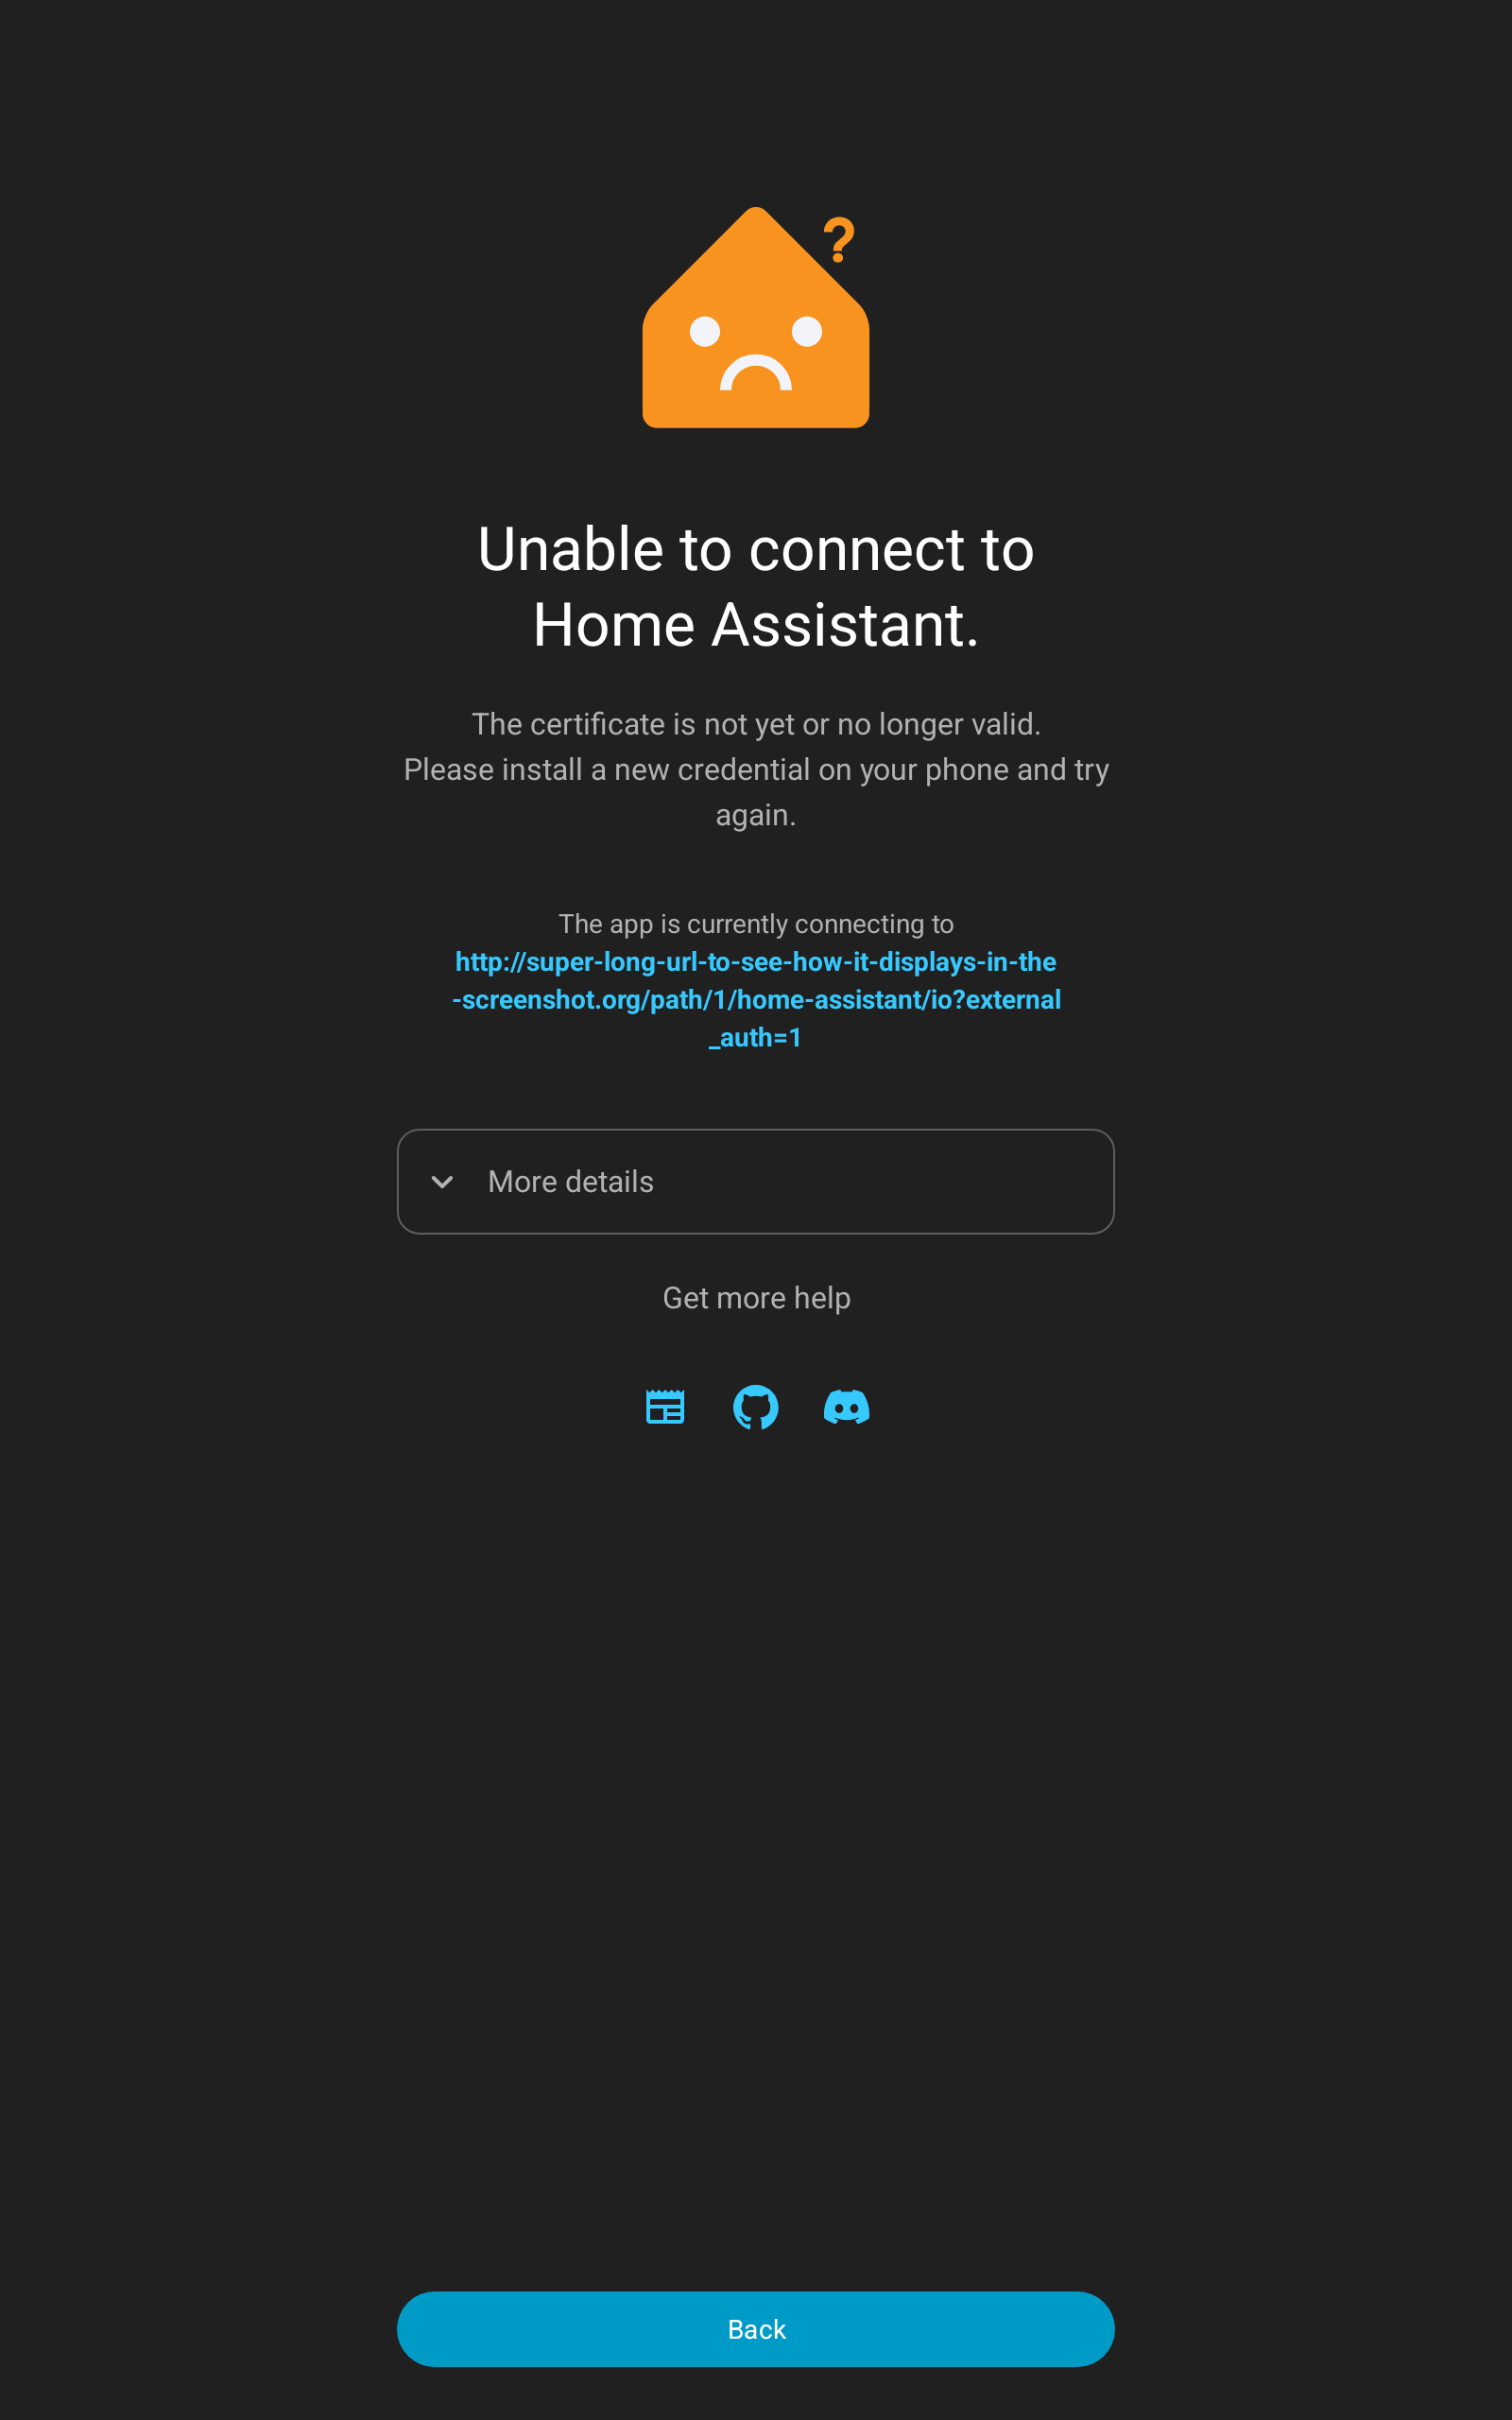 ?
Unable to connect to
Home Assistant.
The certificate is not yet or no longer valid.
Please install a new credential on your phone and try
again.
The app is currently connecting to
http://super-long-url-to-see-how-it-displays-in-the
-screenshot.org/path/1/home-assistant/io?external
_auth=1
More details
Get more help
Back